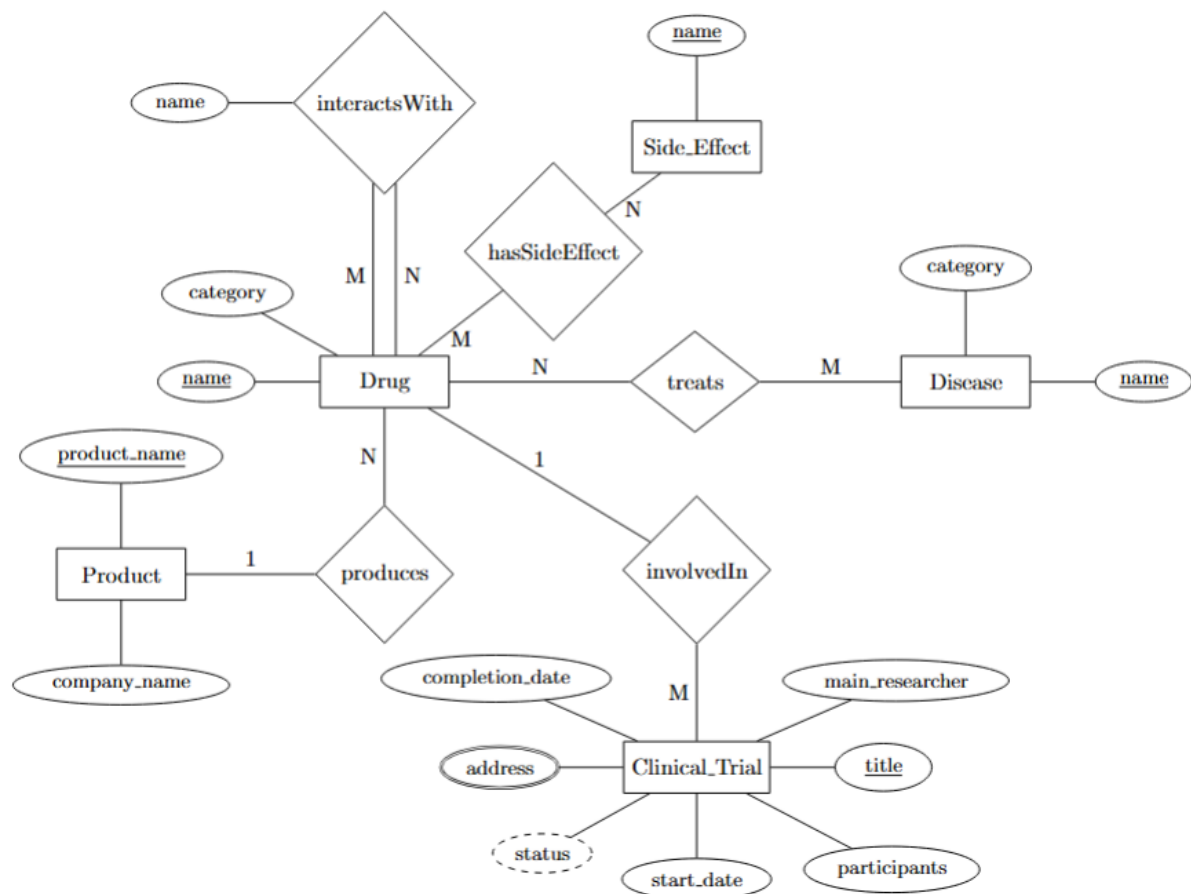 name
interactsWith
name
Side_Effect
N
hasSideEffect
M
N
category
category
M
name
Drug
N
treats
M
Disease
name
product_name
N
1
Product
1
produces
involvedIn
company_name
completion_date
M
main_researcher
address
Clinical_Trial
title
status
start_date
participants